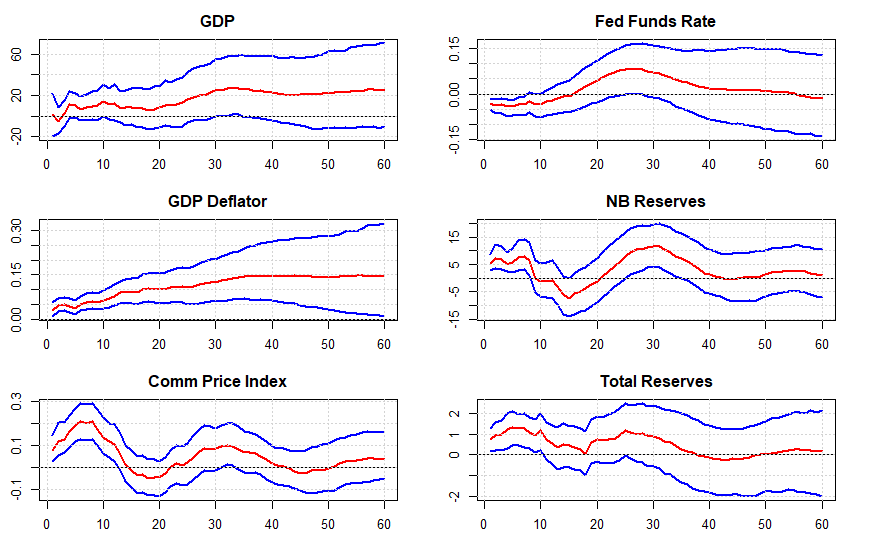 GDP
60
20
-20
0 10 20 30 40 50 60
Fed Funds Rate
0.15
0.00
-0.15
0 10 20 30 40 50 60
GDP Deflator
0.30
0.15
0.00
0 10 20 30 40 50 60
NB Reserves
15
5
-5
-15
0 10 20 30 40 50 60
Comm Price Index
0.3
0.1
-0.1
0 10 20 30 40 50 60
Total Reserves
2
1
0
-2
0 10 20 30 40 50 60